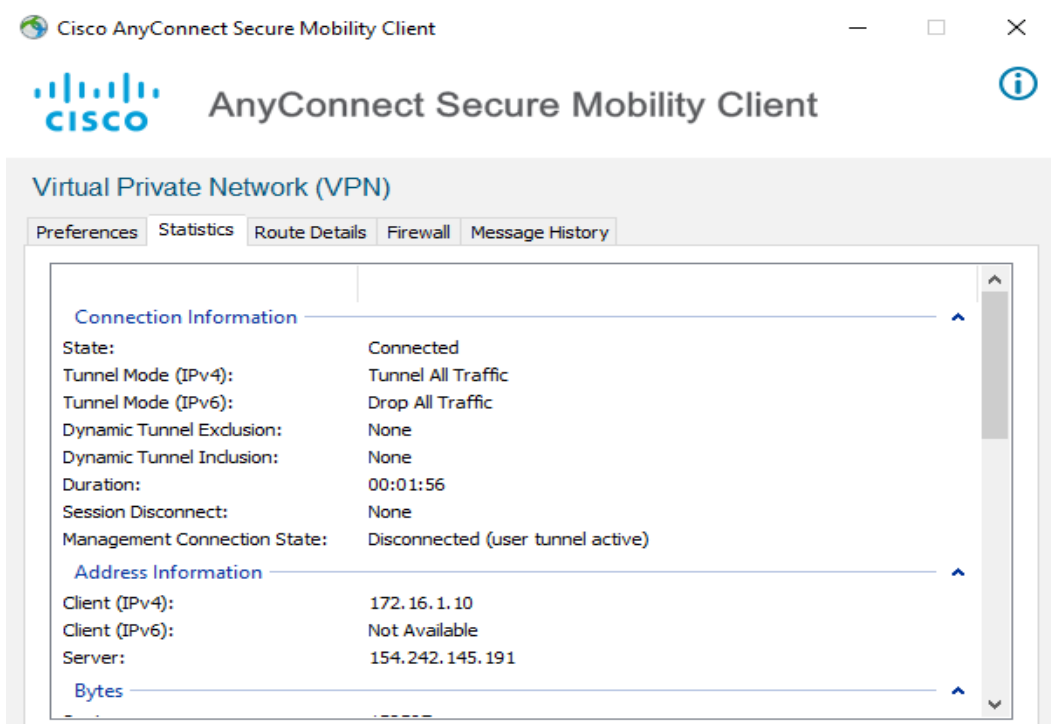 Cisco AnyConnect Secure Mobility Client
CISCO AnyConnect Secure Mobility Client
Virtual Private Network (VPN)
Preferences Statistics Route Details Firewall Message History
Connection Information
State: Connected
Tunnel Mode (IPv4): Tunnel All Traffic
Tunnel Mode (IPv6): Drop All Traffic
Dynamic Tunnel Exclusion: None
Dynamic Tunnel Inclusion: None
Duration: 00:01:56
Session Disconnect: None
Management Connection State: Disconnected (user tunnel active)
Address Information
Client (IPv4): 172.16.1.10
Client (IPv6): Not Available
Server: 154.242.145.191
Bytes